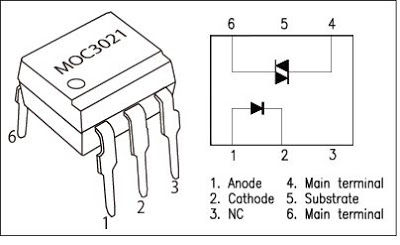 MOC3021
6
1
2
3
6 5 4
1 2 3
1. Anode 4. Main terminal
2. Cathode 5. Substrate
3. NC 6. Main terminal